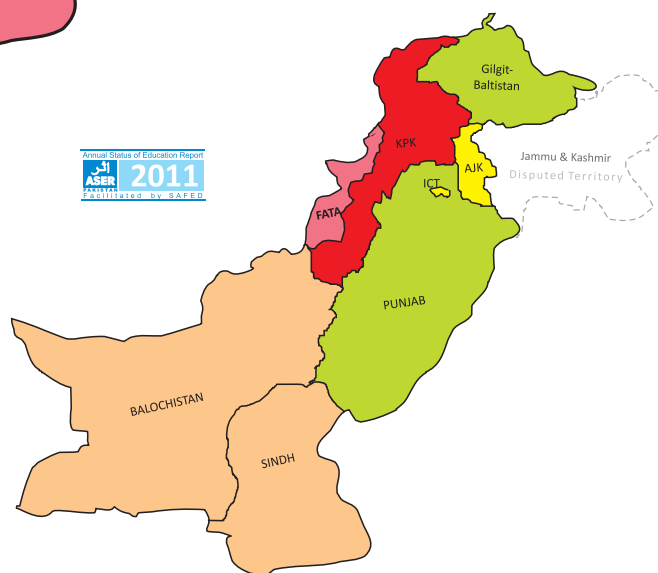 Gilgit-
Baltistan
KPK
Jammu & Kashmir
Disputed Territory
AJK
ICT
FATA
Annual Status of Education Report
اثر
ASER
PAKISTAN
2011
Facilitated by SAFED
PUNJAB
BALOCHISTAN
SINDH